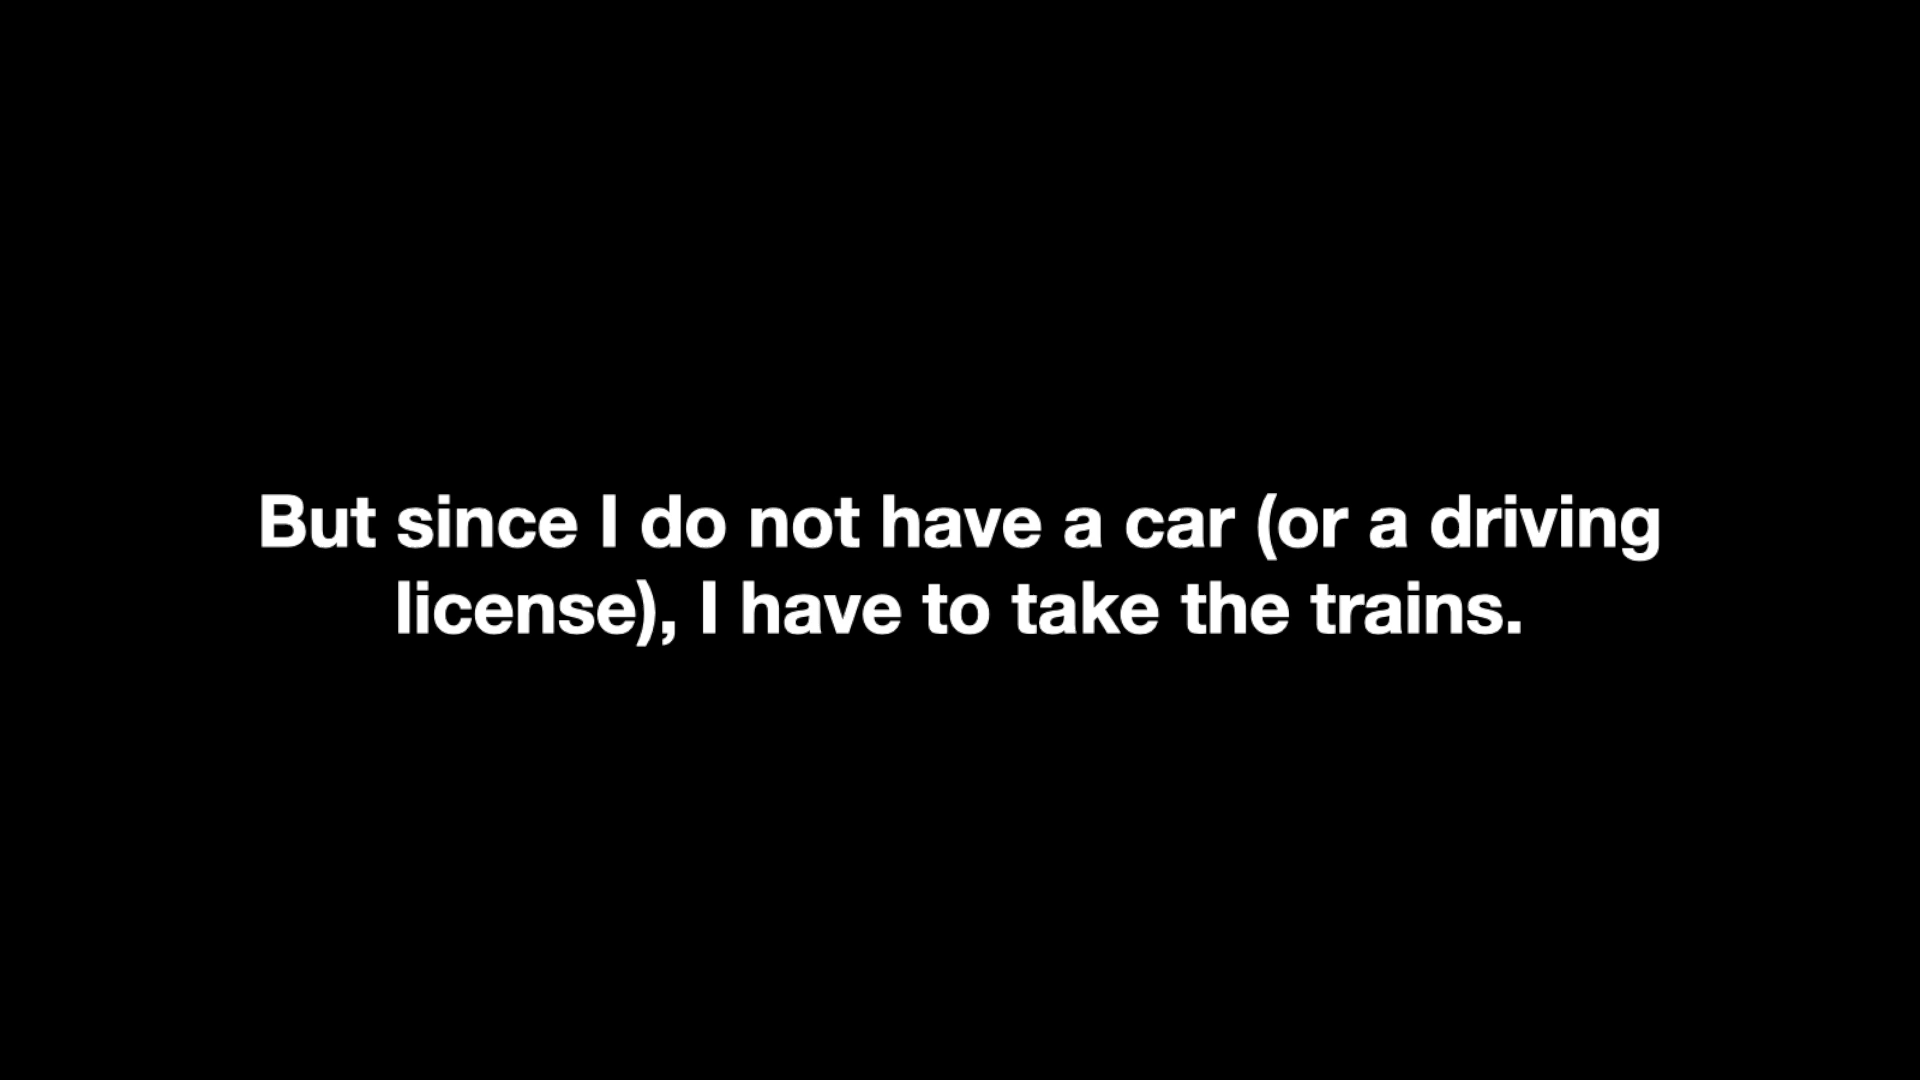 But since I do not have a car (or a driving
license), I have to take the trains.